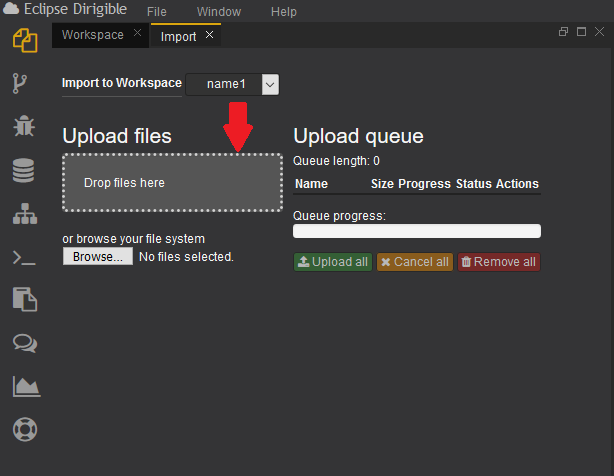 Eclipse Dirigible File Window Help
Workspace Import
Import to Workspace name1
Upload files
Drop files here
or browse your file system
Browse... No files selected.
Upload queue
Queue length: 0
Name Size Progress Status Actions
Queue progress:
Upload all Cancel all Remove all